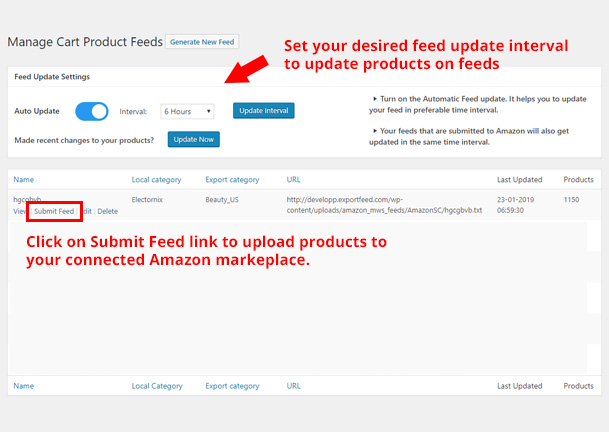 Manage Cart Product Feeds Generate New Feed
Set your desired feed update interval
to update products on feeds
Feed Update Settings
Auto Update Interval: 6 Hours Update Interval
Made recent changes to your products? Update Now
Turn on the Automatic Feed update. It helps you to update
your feed in preferable time interval.
Your feeds that are submitted to Amazon will also get
updated in the same time interval.
Name Local category Export category URL Last Updated Products
hgcgbvb Electornix Beauty_US http://developp.exportfeed.com/wp- 23-01-2019 1150
View | Submit Feed | Edit | Delete content/uploads/amazon_mws_feeds/AmazonSC/hgcgbvb.txt 06:59:30
Click on Submit Feed link to upload products to
your connected Amazon markeplace.
Name Local Category Export category URL Last Updated Products